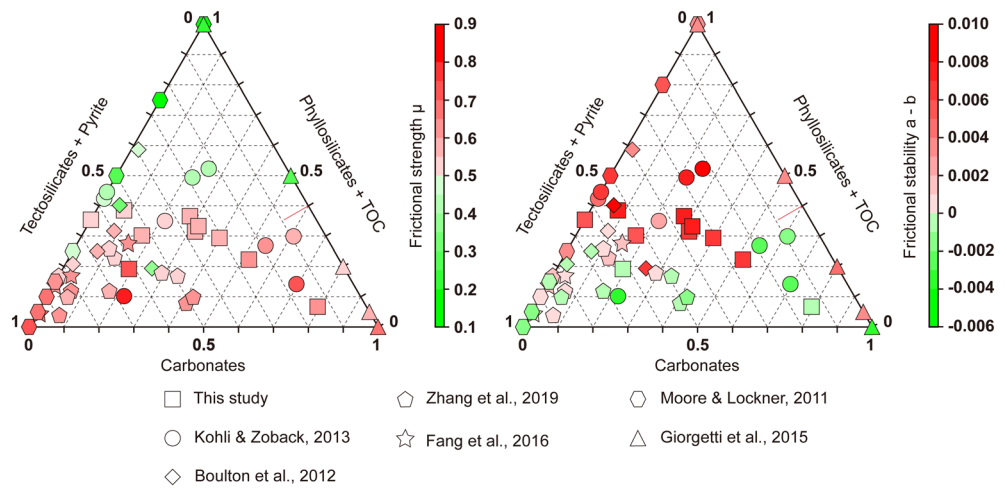 0 1
Tectosilicates + Pyrite
Phyllosilicates + TOC
0.5
0.5
1
0
0
0.5
1
Carbonates
Frictional strength μ
0.9
0.8
0.7
0.6
0.5
0.4
0.3
0.2
0.1
0 1
Tectosilicates + Pyrite
Phyllosilicates + TOC
0.5
0.5
1
0
0
0.5
1
Carbonates
Frictional stability a - b
0.010
0.008
0.006
0.004
0.002
0
-0.002
-0.004
-0.006
This study
Zhang et al., 2019
Moore & Lockner, 2011
Kohli & Zoback, 2013
Fang et al., 2016
Giorgetti et al., 2015
Boulton et al., 2012